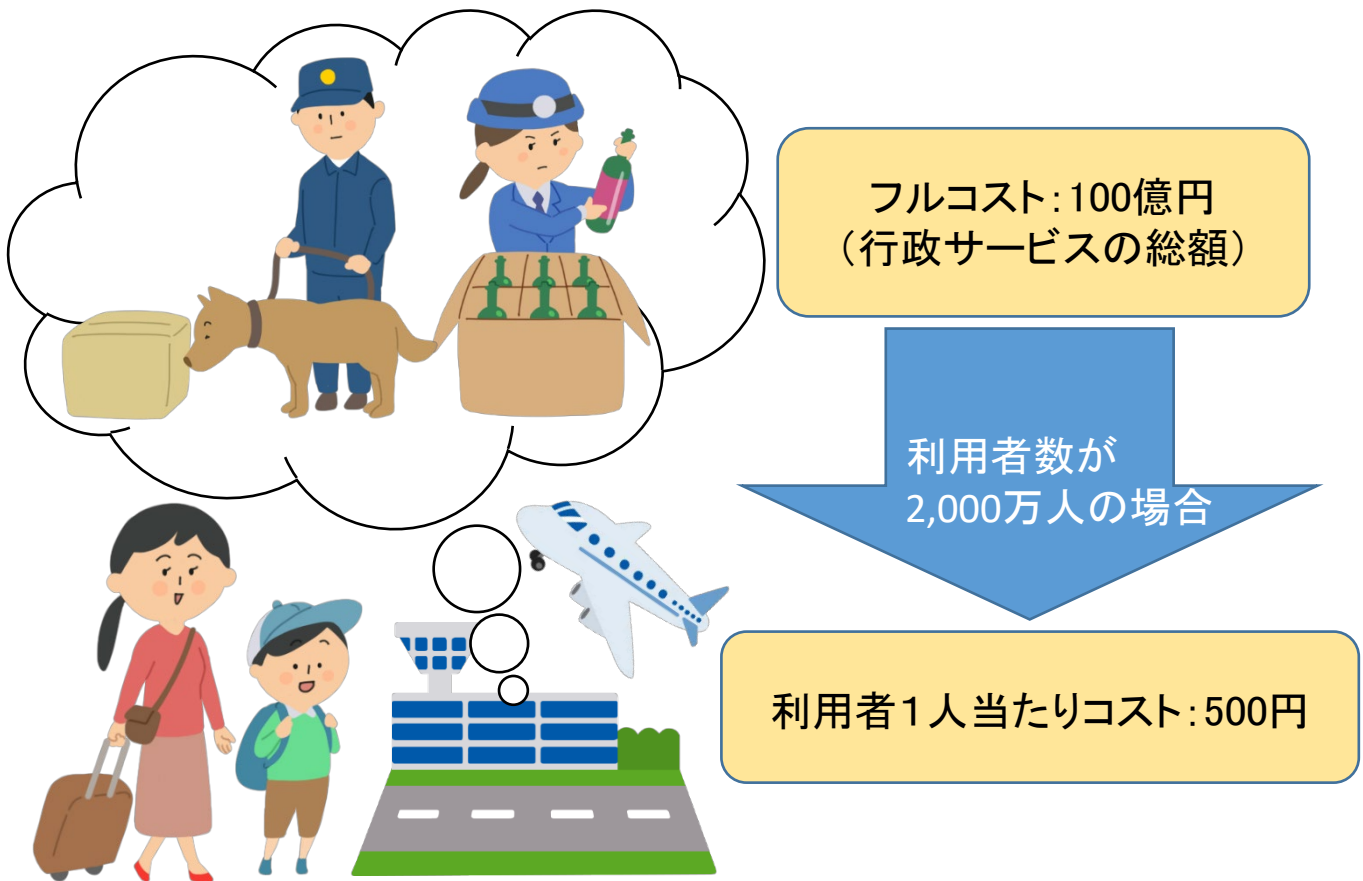 フルコスト：100億円
（行政サービスの総額）
利用者数が
2,000万人の場合
利用者１人当たりコスト：500円